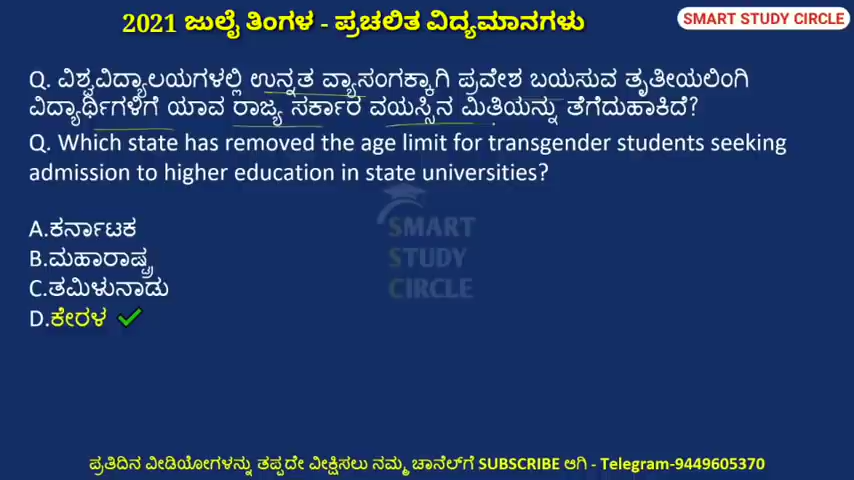 2021 ಜುಲೈ ತಿಂಗಳ - ಪ್ರಚಲಿತ ವಿದ್ಯಮಾನಗಳು
SMART STUDY CIRCLE
Q. ವಿಶ್ವವಿದ್ಯಾಲಯಗಳಲ್ಲಿ ಉನ್ನತ ವ್ಯಾಸಂಗಕ್ಕಾಗಿ ಪ್ರವೇಶ ಬಯಸುವ ತೃತೀಯಲಿಂಗಿ
ವಿದ್ಯಾರ್ಥಿಗಳಿಗೆ ಯಾವ ರಾಜ್ಯ ಸರ್ಕಾರ ವಯಸ್ಸಿನ ಮಿತಿಯನ್ನು ತೆಗೆದುಹಾಕಿದೆ?
Q. Which state has removed the age limit for transgender students seeking
admission to higher education in state universities?
A.ಕರ್ನಾಟಕ
B.ಮಹಾರಾಷ್ಟ್ರ
C.ತಮಿಳುನಾಡು
D.ಕೇರಳ
SMART
STUDY
CIRCLE
ಪ್ರತಿದಿನ ವೀಡಿಯೋಗಳನ್ನು ತಪ್ಪದೇ ವೀಕ್ಷಿಸಲು ನಮ್ಮ ಚಾನೆಲ್‌ಗೆ SUBSCRIBE ಆಗಿ - Telegram-9449605370